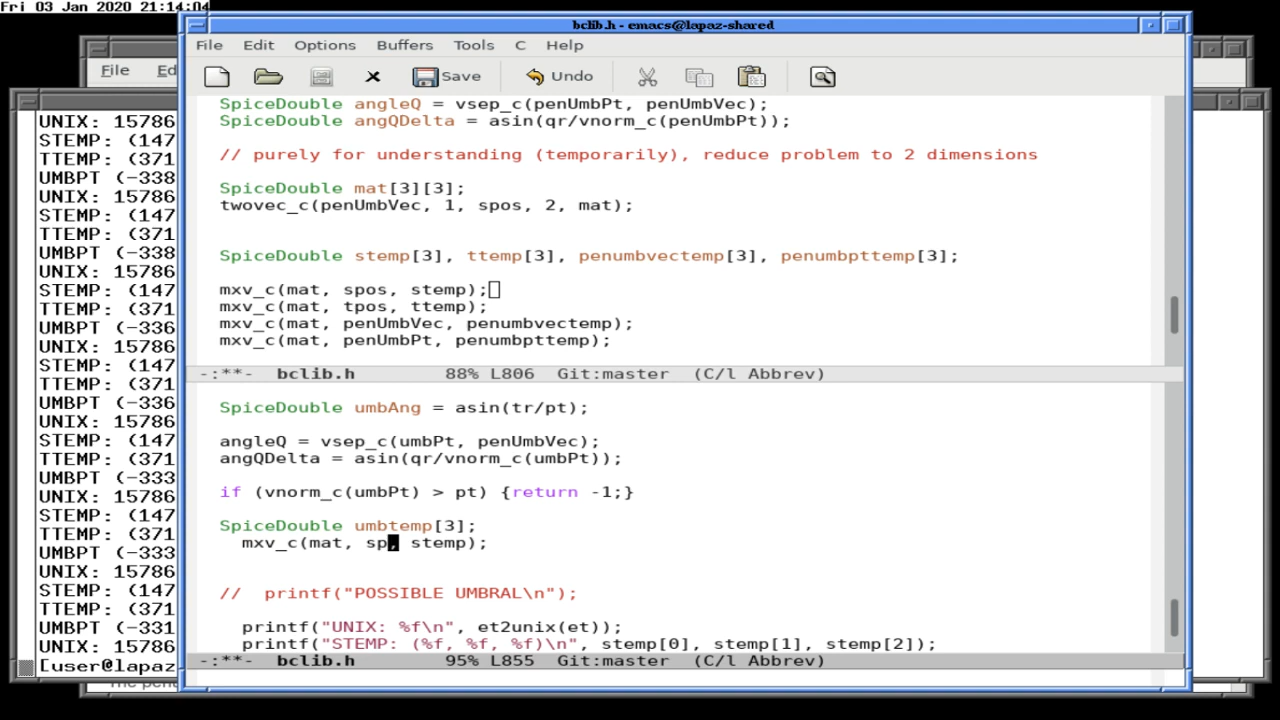 Fri 03 Jan 2020 21:14:04
bclib.h - emacs@lapaz-shared
File Edit Options Buffers Tools C Help
Save Undo
SpiceDouble angleQ = vsep_c(penUmbPt, penUmbVec);
SpiceDouble angQDelta = asin(qr/vnorm_c(penUmbPt));
// purely for understanding (temporarily), reduce problem to 2 dimensions
SpiceDouble mat[3][3];
twovec_c(penUmbVec, 1, spos, 2, mat);
SpiceDouble stemp[3], ttemp[3], penumbvectemp[3], penumbpttemp[3];
mxv_c(mat, spos, stemp);
mxv_c(mat, tpos, ttemp);
mxv_c(mat, penUmbVec, penumbvectemp);
mxv_c(mat, penUmbPt, penumbpttemp);
-:**- bclib.h 88% L806 Git:master (C/l Abbrev)
SpiceDouble umbAng = asin(tr/pt);
angleQ = vsep_c(umbPt, penUmbVec);
angQDelta = asin(qr/vnorm_c(umbPt));
if (vnorm_c(umbPt) > pt) {return -1;}
SpiceDouble umbtemp[3];
mxv_c(mat, sp, stemp);
// printf("POSSIBLE UMBRAL\n");
printf("UNIX: %f\n", et2unix(et));
printf("STEMP: (%f, %f, %f)\n", stemp[0], stemp[1], stemp[2]);
-:**- bclib.h 95% L855 Git:master (C/l Abbrev)
File Ed
UNIX: 15786
STEMP: (147
TTEMP: (371
UMBPT (-338
UNIX: 15786
STEMP: (147
TTEMP: (371
UMBPT (-338
UNIX: 15786
STEMP: (147
TTEMP: (371
UMBPT (-336
UNIX: 15786
STEMP: (147
TTEMP: (371
UMBPT (-336
UNIX: 15786
STEMP: (147
TTEMP: (371
UMBPT (-333
UNIX: 15786
STEMP: (147
TTEMP: (371
UMBPT (-333
UNIX: 15786
STEMP: (147
TTEMP: (371
UMBPT (-331
UNIX: 15786
[user@lapaz